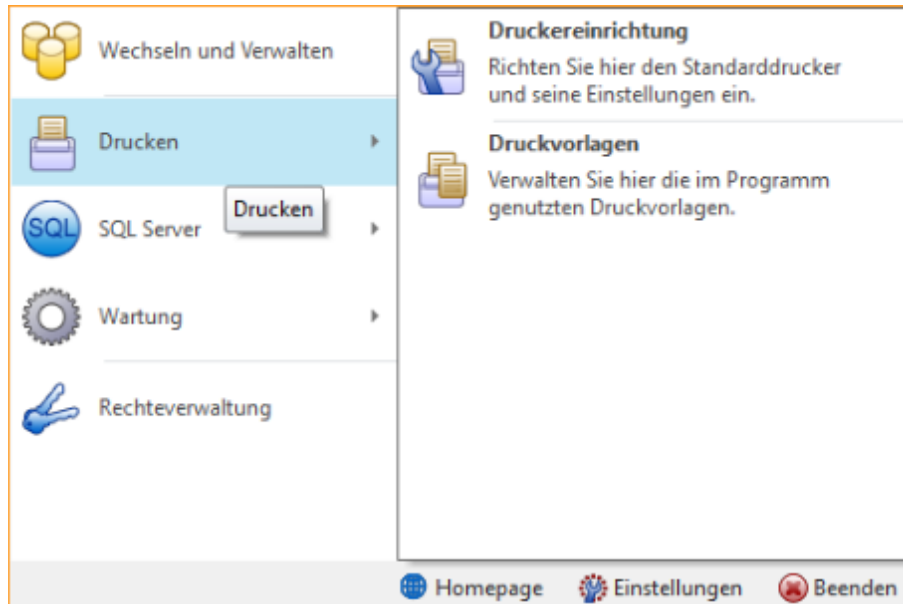 Wechseln und Verwalten
Drucken
Drucken
SQL
SQL Server
Wartung
Rechteverwaltung
Druckereinrichtung
Richten Sie hier den Standarddrucker
und seine Einstellungen ein.
Druckvorlagen
Verwalten Sie hier die im Programm
genutzten Druckvorlagen.
Homepage
Einstellungen
Beenden